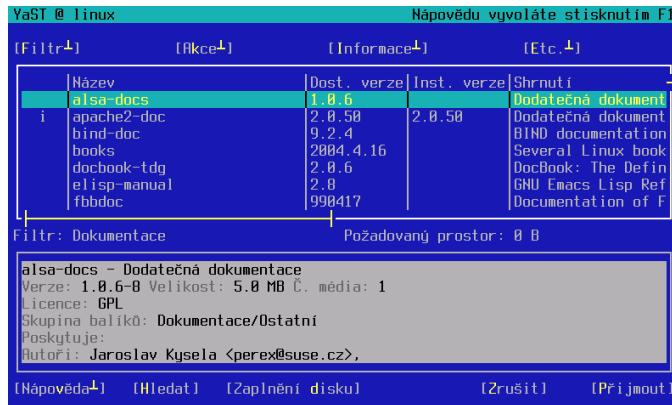 YaST @ linux Nápovědu vyvoláte stisknutím F1
[Filtr┴] [Akce┴] [Informace┴] [Etc.┴]
Název Dost. verze Inst. verze Shrnutí
alsa-docs 1.0.6 Dodatečná dokument
i apache2-doc 2.0.50 2.0.50 Dodatečná dokument
bind-doc 9.2.4 BIND documentation
books 2004.4.16 Several Linux book
docbook-tdg 2.0.6 DocBook: The Defin
elisp-manual 2.8 GNU Emacs Lisp Ref
fbbdoc 990417 Documentation of F
Filtr: Dokumentace Požadovaný prostor: 0 B
alsa-docs - Dodatečná dokumentace
Verze: 1.0.6-8 Velikost: 5.0 MB Č. média: 1
Licence: GPL
Skupina balíků: Dokumentace/Ostatní
Poskytuje:
Autoři: Jaroslav Kysela <perex@suse.cz>,
[Nápověda┴] [Hledat] [Zaplnění disku] [Zrušit] [Přijmout]